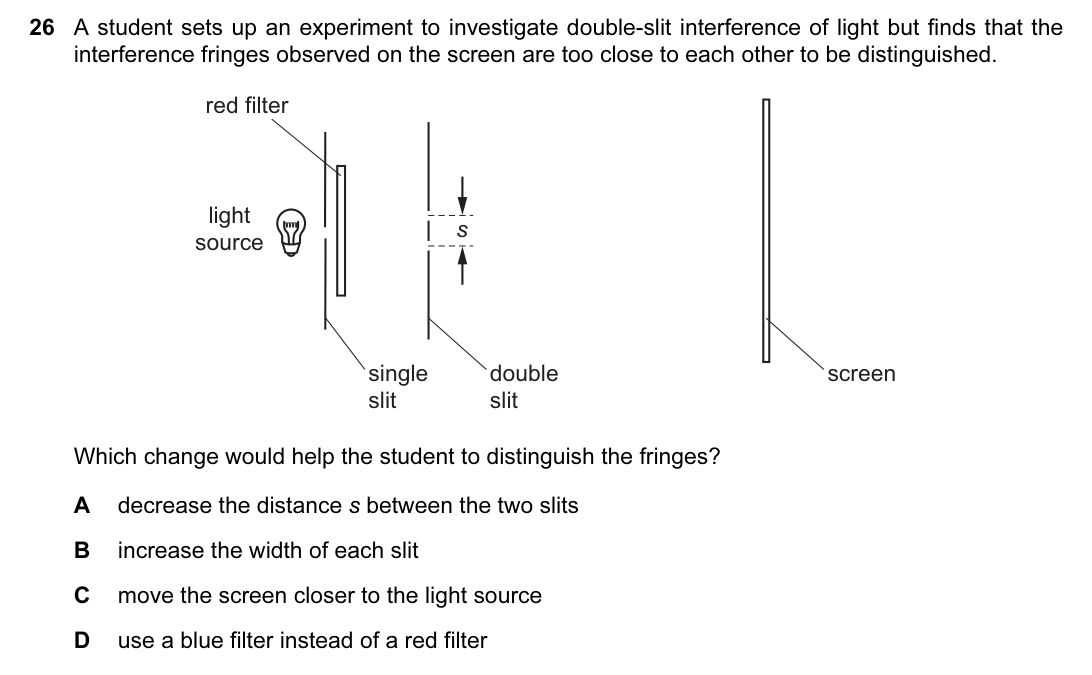 26 A student sets up an experiment to investigate double-slit interference of light but finds that the
interference fringes observed on the screen are too close to each other to be distinguished.
red filter
light
source
s
single
slit
double
slit
screen
Which change would help the student to distinguish the fringes?
A decrease the distance s between the two slits
B increase the width of each slit
C move the screen closer to the light source
D use a blue filter instead of a red filter